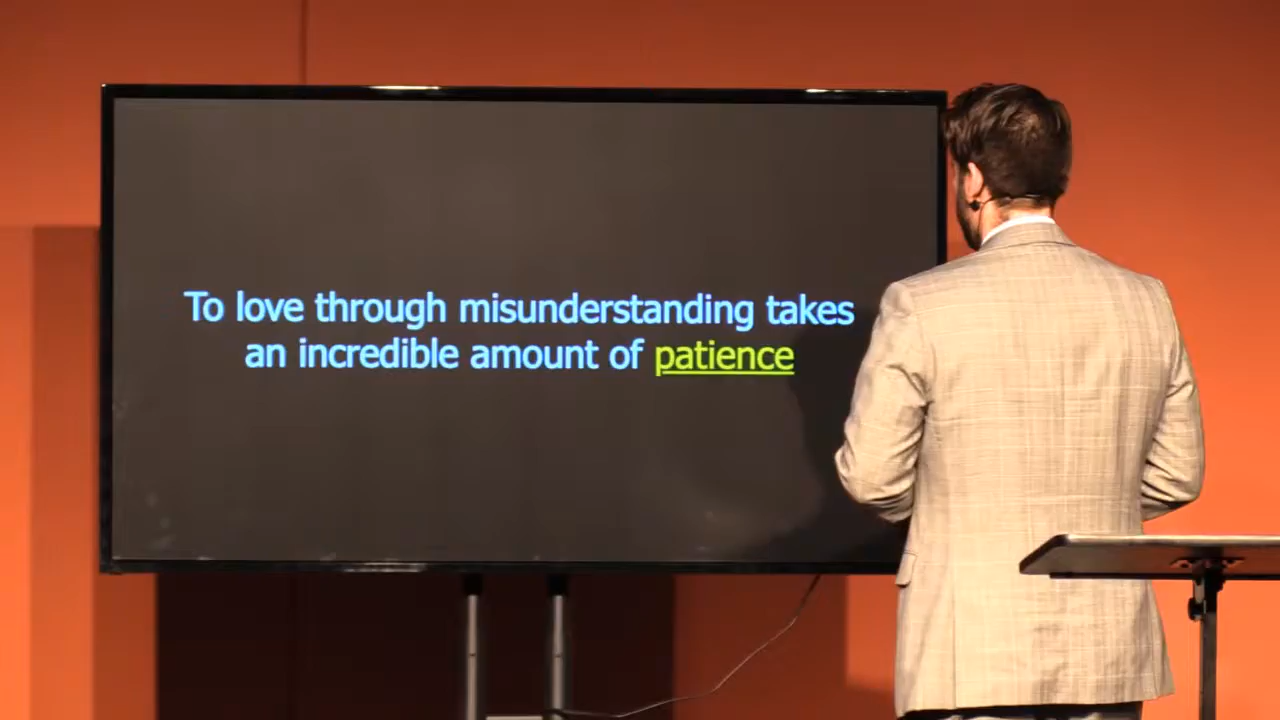 To love through misunderstanding takes
an incredible amount of patience